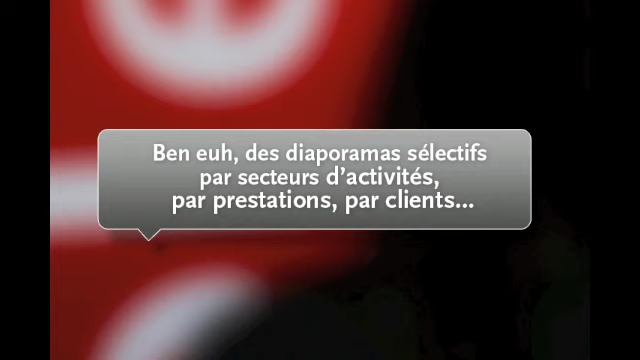 Ben euh, des diaporamas sélectifs
par secteurs d’activités,
par prestations, par clients...